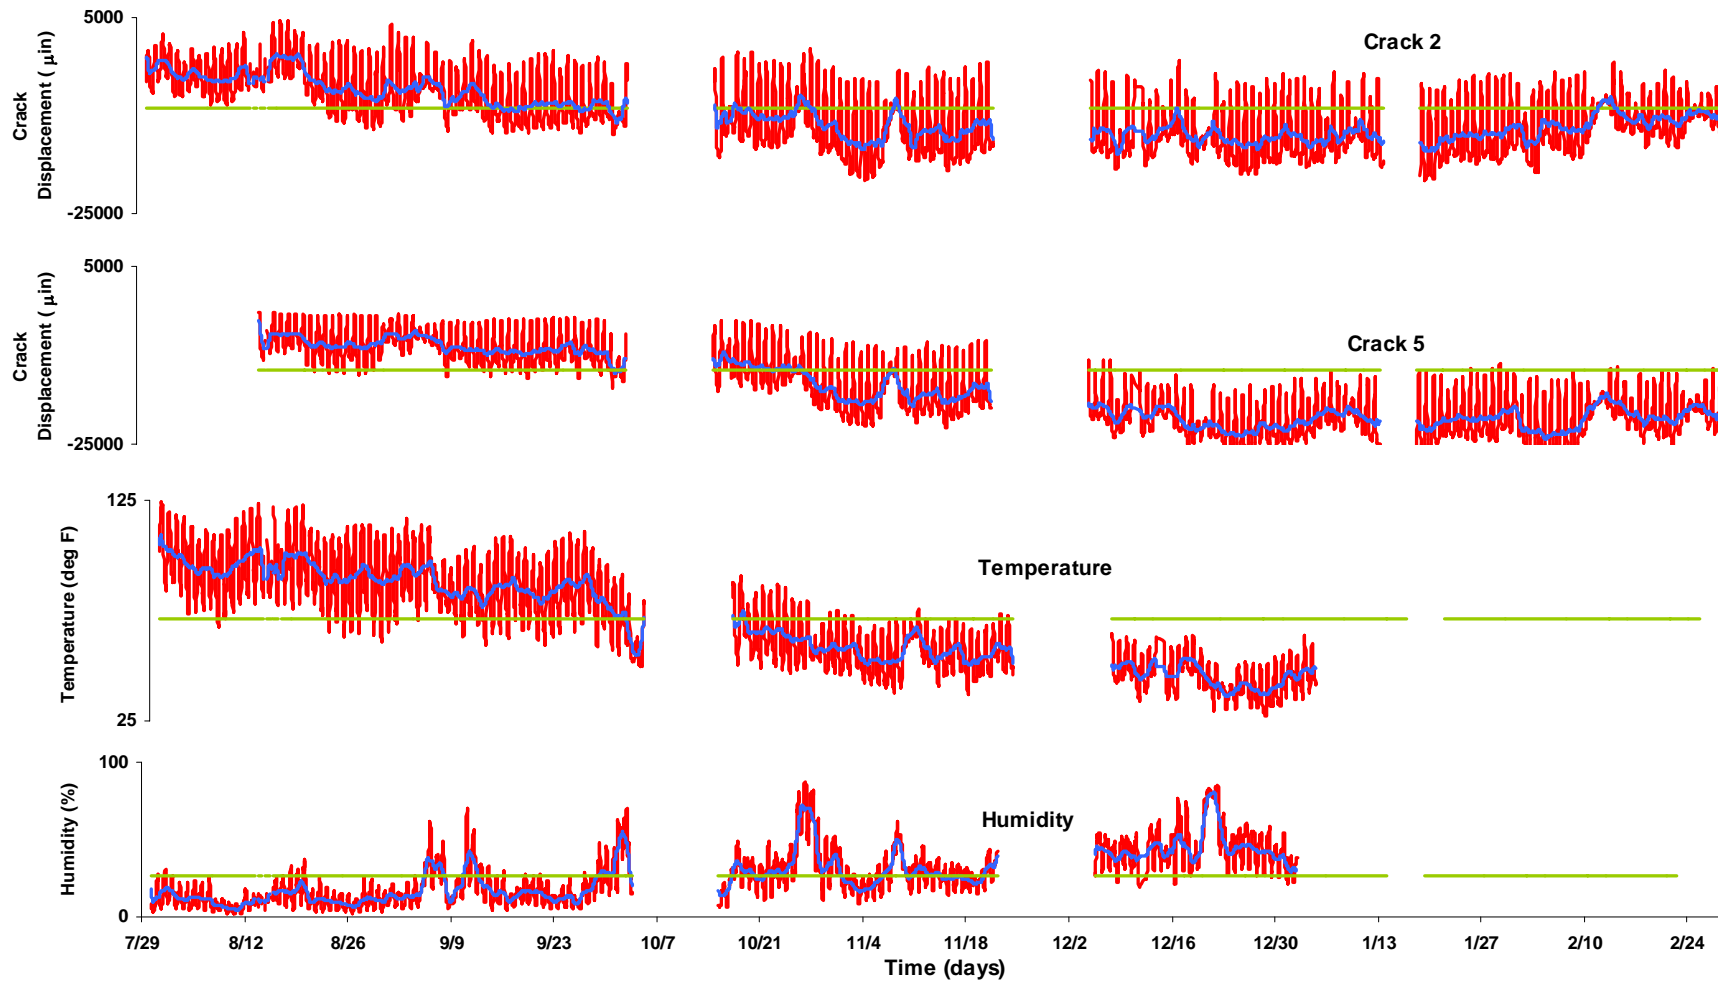 5000
Crack 2
Crack
Displacement ( μin)
-25000
5000
Crack 5
Crack
Displacement ( μin)
-25000
125
Temperature
Temperature (deg F)
25
100
Humidity
Humidity (%)
0
7/29 8/12 8/26 9/9 9/23 10/7 10/21 11/4 11/18 12/2 12/16 12/30 1/13 1/27 2/10 2/24
Time (days)